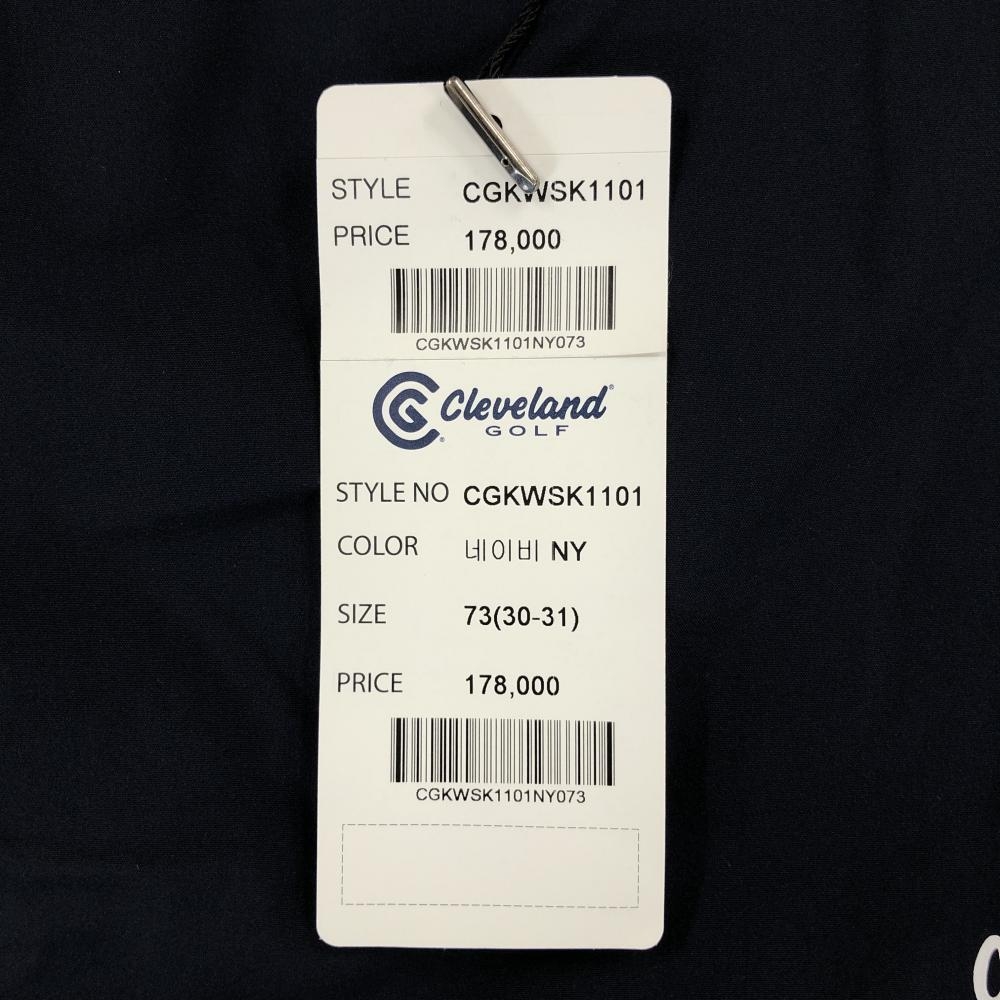 STYLE CGKWSK1101
PRICE 178,000
CGKWSK1101NY073
CG Cleveland®
GOLF
STYLE NO CGKWSK1101
COLOR 네이비 NY
SIZE 73(30-31)
PRICE 178,000
CGKWSK1101NY073